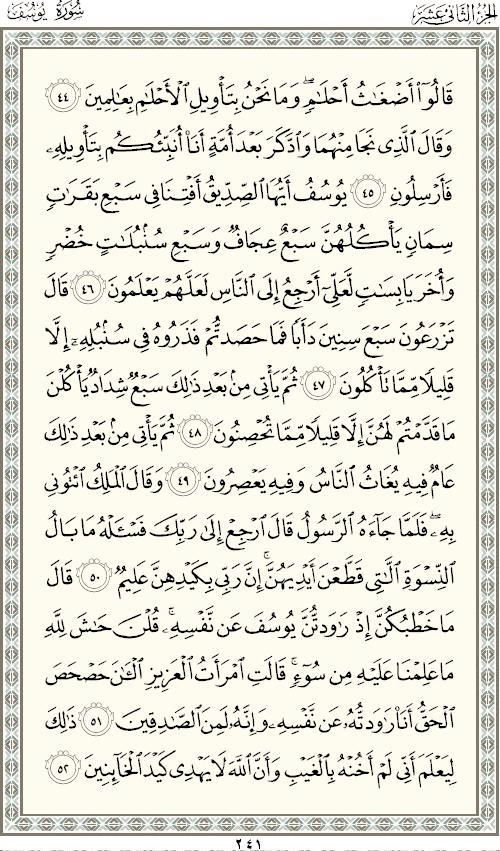 الجزء الثاني عشر
سورة يوسف
قَالُوٓا۟ أَضْغَٰثُ أَحْلَٰمٍۢ ۖ وَمَا نَحْنُ بِتَأْوِيلِ ٱلْأَحْلَٰمِ بِعَٰلِمِينَ ٤٤
وَقَالَ ٱلَّذِى نَجَا مِنْهُمَا وَٱدَّكَرَ بَعْدَ أُمَّةٍ أَنَا۠ أُنَبِّئُكُم بِتَأْوِيلِهِۦ
فَأَرْسِلُونِ ٤٥ يُوسُفُ أَيُّهَا ٱلصِّدِّيقُ أَفْتِنَا فِى سَبْعِ بَقَرَٰتٍۢ
سِمَانٍۢ يَأْكُلُهُنَّ سَبْعٌ عِجَافٌۭ وَسَبْعِ سُنۢبُلَٰتٍ خُضْرٍۢ
وَأُخَرَ يَابِسَٰتٍۢ لَّعَلِّىٓ أَرْجِعُ إِلَى ٱلنَّاسِ لَعَلَّهُمْ يَعْلَمُونَ ٤٦ قَالَ
تَزْرَعُونَ سَبْعَ سِنِينَ دَأَبًۭا فَمَا حَصَدتُّمْ فَذَرُوهُ فِى سُنۢبُلِهِۦٓ إِلَّا
قَلِيلًۭا مِّمَّا تَأْكُلُونَ ٤٧ ثُمَّ يَأْتِى مِنۢ بَعْدِ ذَٰلِكَ سَبْعٌۭ شِدَادٌۭ يَأْكُلْنَ
مَا قَدَّمْتُمْ لَهُنَّ إِلَّا قَلِيلًۭا مِّمَّا تُحْصِنُونَ ٤٨ ثُمَّ يَأْتِى مِنۢ بَعْدِ ذَٰلِكَ
عَامٌۭ فِيهِ يُغَاثُ ٱلنَّاسُ وَفِيهِ يَعْصِرُونَ ٤٩ وَقَالَ ٱلْمَلِكُ ٱئْتُونِى
بِهِۦ ۖ فَلَمَّا جَآءَهُ ٱلرَّسُولُ قَالَ ٱرْجِعْ إِلَىٰ رَبِّكَ فَسْـَٔلْهُ مَا بَالُ
ٱلنِّسْوَةِ ٱلَّٰتِى قَطَّعْنَ أَيْدِيَهُنَّ ۚ إِنَّ رَبِّى بِكَيْدِهِنَّ عَلِيمٌۭ ٥٠ قَالَ
مَا خَطْبُكُنَّ إِذْ رَٰوَدتُّنَّ يُوسُفَ عَن نَّفْسِهِۦ ۚ قُلْنَ حَٰشَ لِلَّهِ
مَا عَلِمْنَا عَلَيْهِ مِن سُوٓءٍۢ ۚ قَالَتِ ٱمْرَأَتُ ٱلْعَزِيزِ ٱلْـَٰٔنَ حَصْحَصَ
ٱلْحَقُّ أَنَا۠ رَٰوَدتُّهُۥ عَن نَّفْسِهِۦ وَإِنَّهُۥ لَمِنَ ٱلصَّٰدِقِينَ ٥١ ذَٰلِكَ
لِيَعْلَمَ أَنِّى لَمْ أَخُنْهُ بِٱلْغَيْبِ وَأَنَّ ٱللَّهَ لَا يَهْدِى كَيْدَ ٱلْخَآئِنِينَ ٥٢
٢٤١